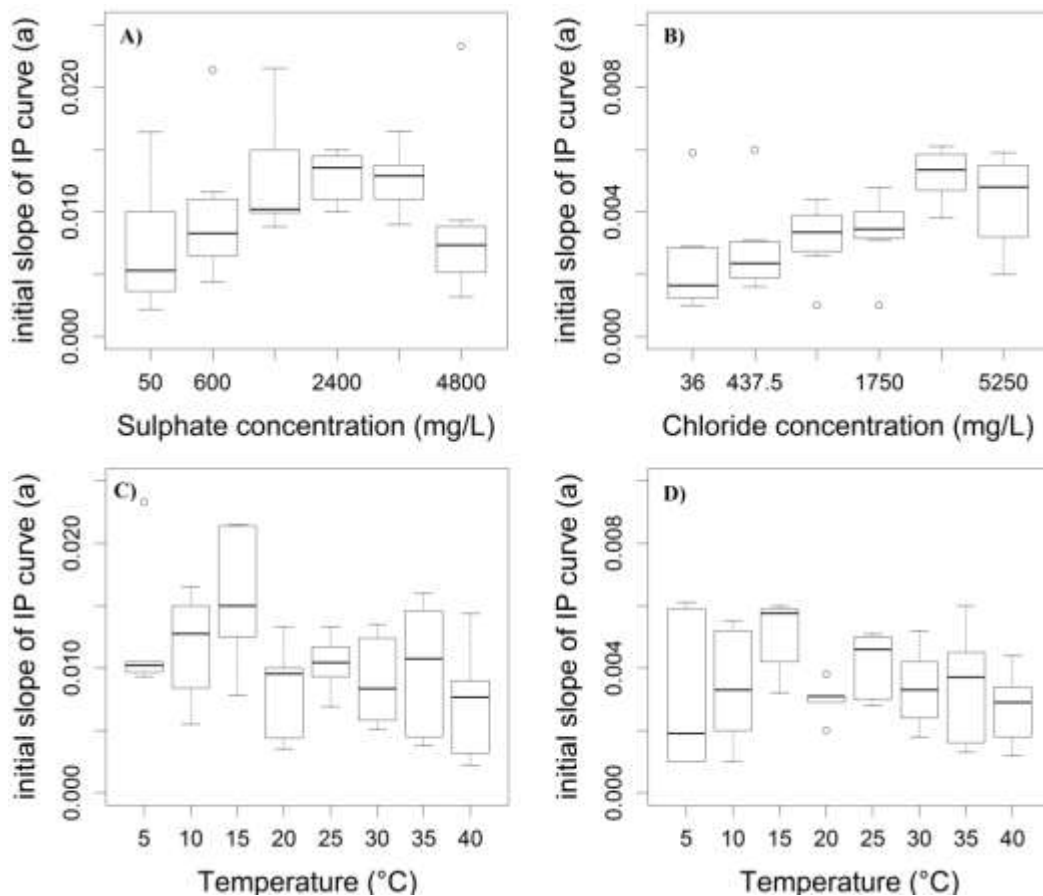 A)
initial slope of IP curve (a)
0.020
0.010
0.000
50 600 2400 4800
Sulphate concentration (mg/L)
B)
initial slope of IP curve (a)
0.008
0.004
0.000
36 437.5 1750 5250
Chloride concentration (mg/L)
C)
initial slope of IP curve (a)
0.020
0.010
0.000
5 10 15 20 25 30 35 40
Temperature (°C)
D)
initial slope of IP curve (a)
0.008
0.004
0.000
5 10 15 20 25 30 35 40
Temperature (°C)